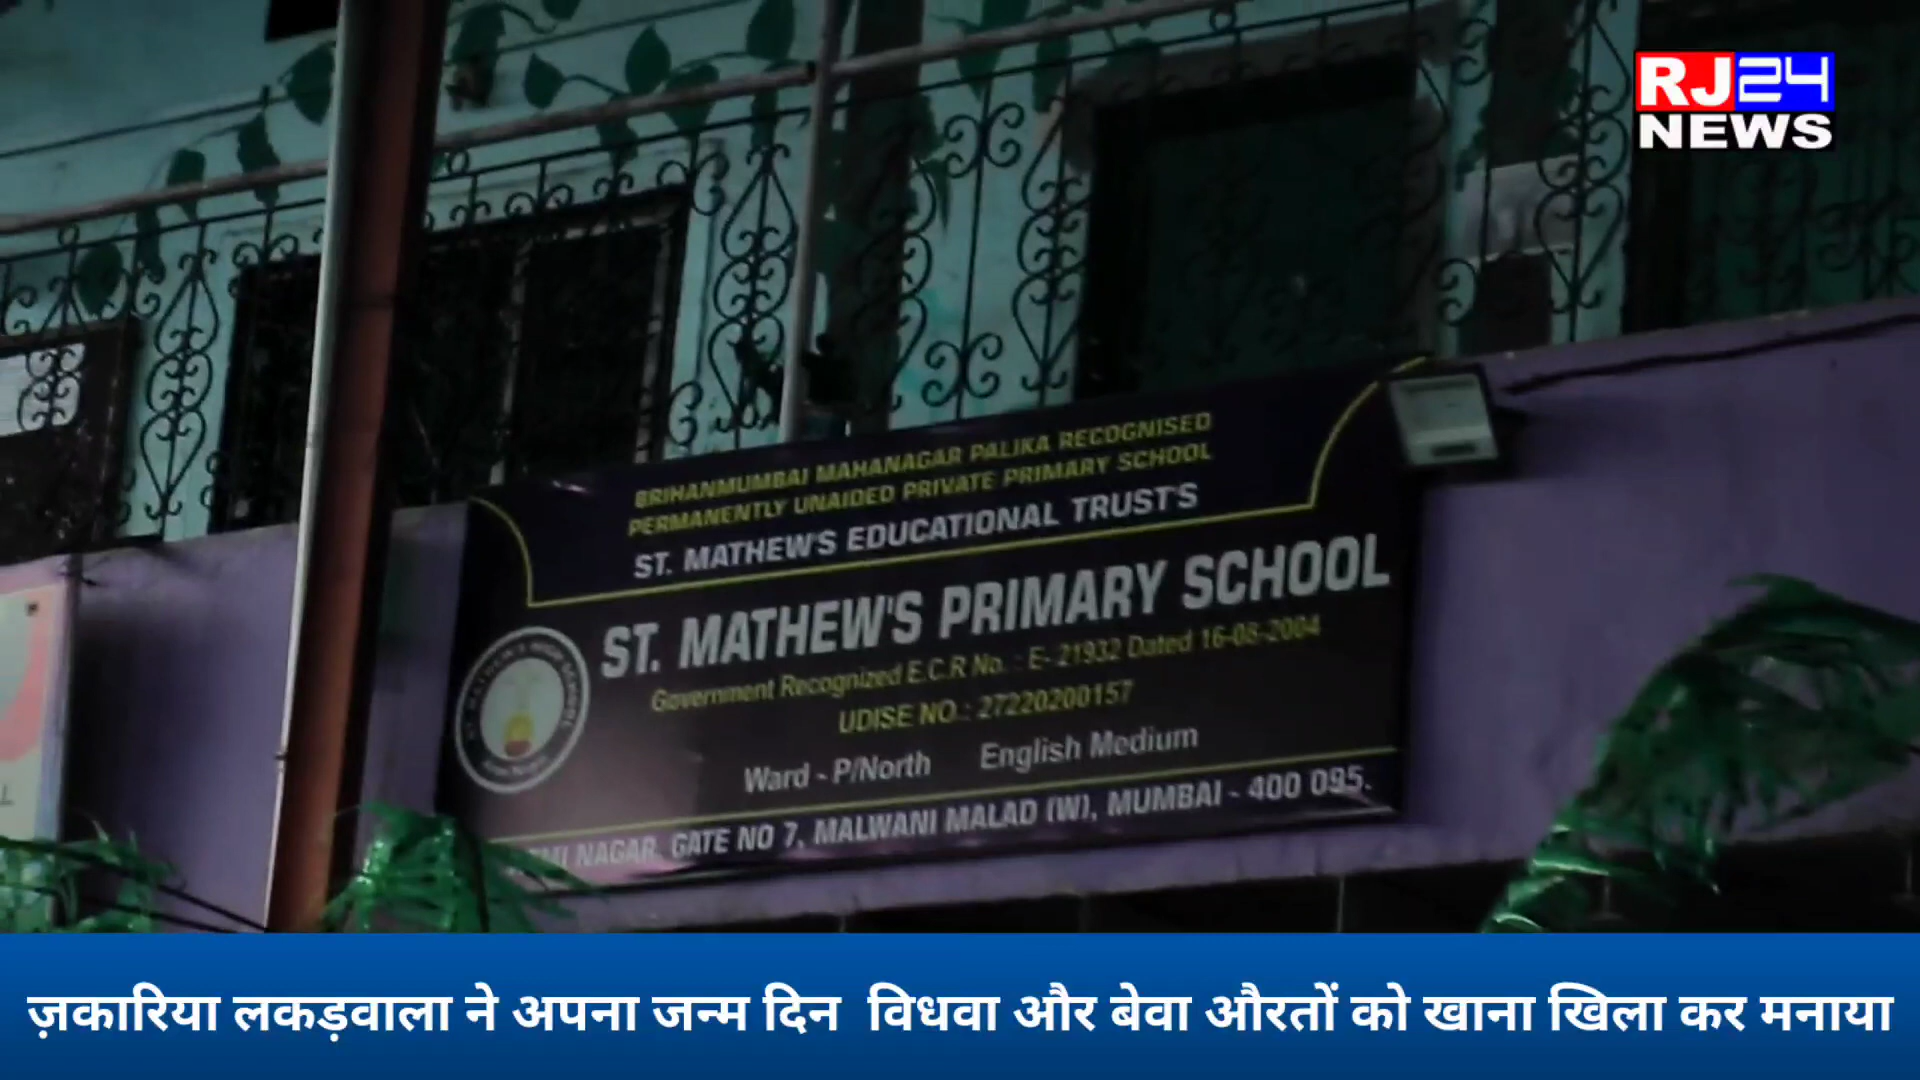 RJ24
NEWS
BRIHANMUMBAI MAHANAGAR PALIKA RECOGNISED
PERMANENTLY UNAIDED PRIVATE PRIMARY SCHOOL
ST. MATHEW'S EDUCATIONAL TRUST'S
ST. MATHEW'S PRIMARY SCHOOL
Government Recognized E.C.R No. : E- 21932 Dated 16-08-2004
UDISE NO.: 27220200157
Ward - P/North English Medium
NAGAR, GATE NO 7, MALWANI MALAD (W), MUMBAI - 400 095.
ज़कारिया लकड़वाला ने अपना जन्म दिन विधवा और बेवा औरतों को खाना खिला कर मनाया